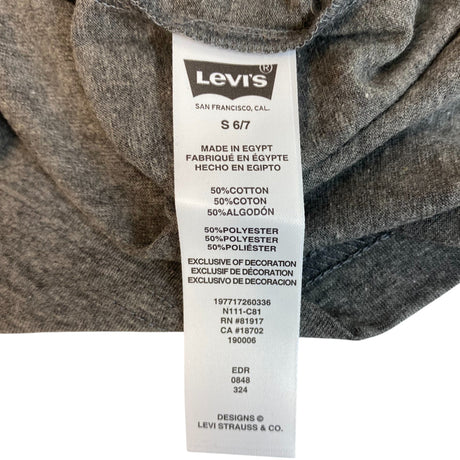 LEVI'S®
SAN FRANCISCO, CAL.
S 6/7
MADE IN EGYPT
FABRIQUÉ EN ÉGYPTE
HECHO EN EGIPTO
50%COTTON
50%COTON
50%ALGODÓN
50%POLYESTER
50%POLYESTER
50%POLIÉSTER
EXCLUSIVE OF DECORATION
EXCLUSIF DE DÉCORATION
EXCLUSIVO DE DECORACIÓN
197717260336
N111-C81
RN #81917
CA #18702
190006
EDR
0848
324
DESIGNS ©
LEVI STRAUSS & CO.